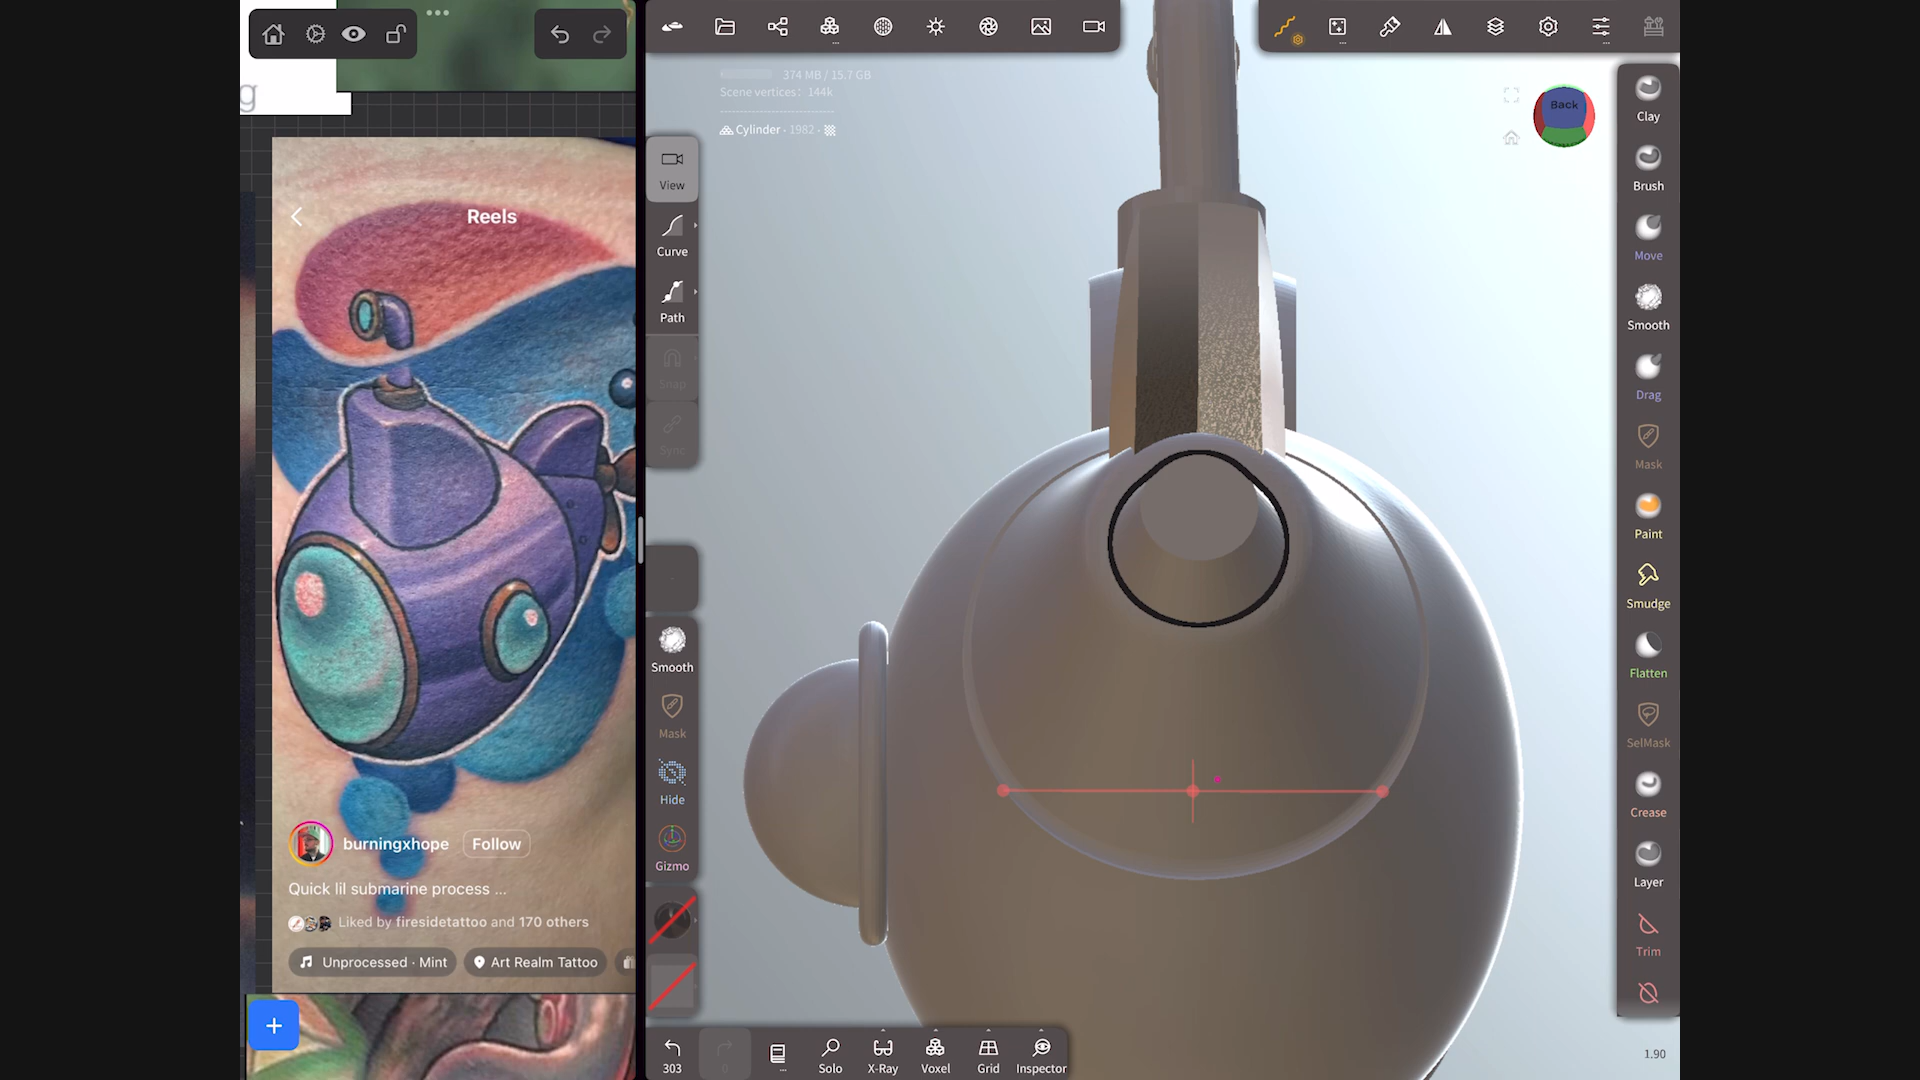 g
Reels
burningxhope Follow
Quick lil submarine process ...
Liked by firesidetattoo and 170 others
Unprocessed · Mint
Art Realm Tattoo
374 MB / 15.7 GB
Scene vertices: 144k
Cylinder · 1982 ·
Back
View
Curve
Path
Snap
Sync
Smooth
Mask
Hide
Gizmo
303
0
Solo
X-Ray
Voxel
Grid
Inspector
Clay
Brush
Move
Smooth
Drag
Mask
Paint
Smudge
Flatten
SelMask
Crease
Layer
Trim
1.90